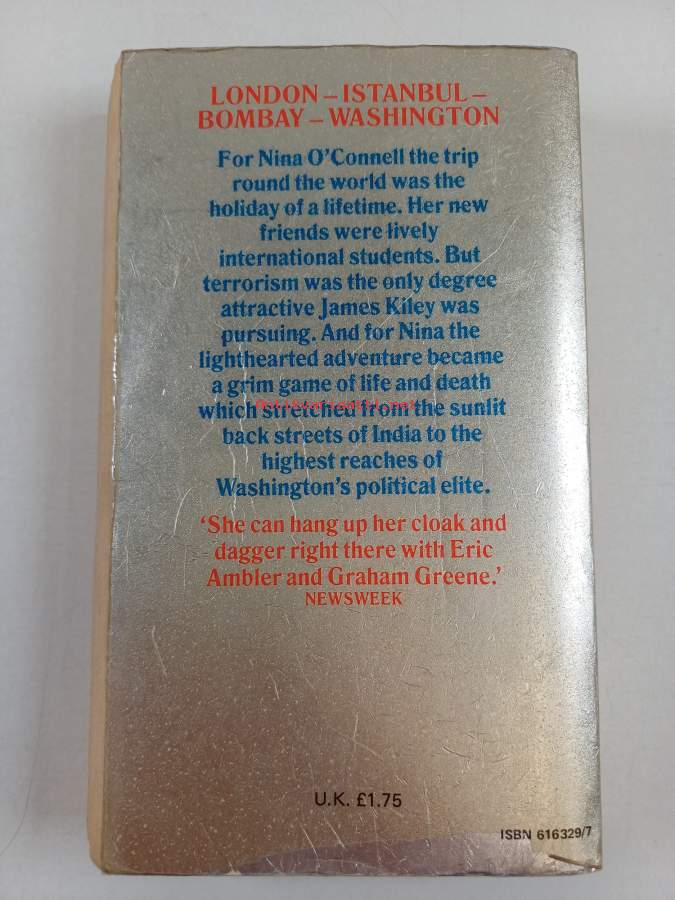 LONDON – ISTANBUL –
BOMBAY – WASHINGTON
For Nina O'Connell the trip
round the world was the
holiday of a lifetime. Her new
friends were lively
international students. But
terrorism was the only degree
attractive James Kiley was
pursuing. And for Nina the
lighthearted adventure became
a grim game of life and death
which stretched from the sunlit
Antikvariaatti.net
back streets of India to the
highest reaches of
Washington's political elite.
'She can hang up her cloak and
dagger right there with Eric
Ambler and Graham Greene.'
NEWSWEEK
U.K. £1.75
ISBN 616329/7